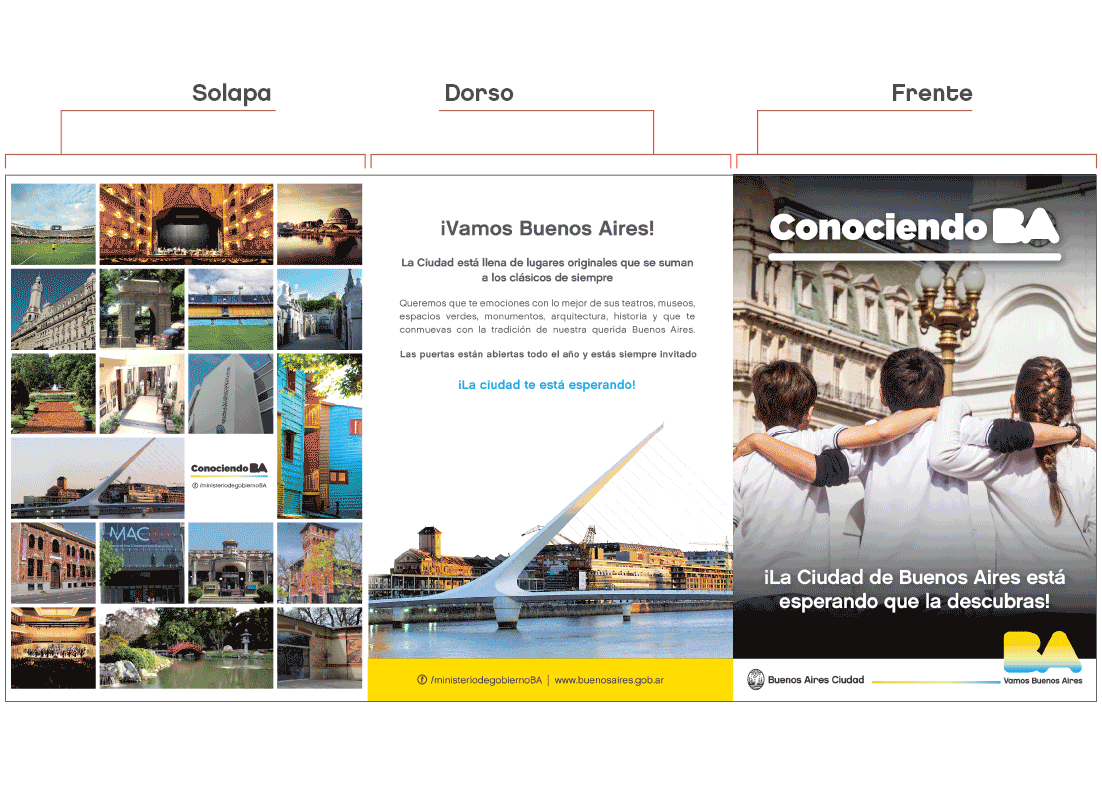 Solapa
Dorso
Frente
Conociendo BA
/ministeriodegobiernoBA
MAC
¡Vamos Buenos Aires!
La Ciudad está llena de lugares originales que se suman
a los clásicos de siempre
Queremos que te emociones con lo mejor de sus teatros, museos,
espacios verdes, monumentos, arquitectura, historia y que te
conmuevas con la tradición de nuestra querida Buenos Aires.
Las puertas están abiertas todo el año y estás siempre invitado
¡La ciudad te está esperando!
/ministeriodegobiernoBA | www.buenosaires.gob.ar
Conociendo BA
¡La Ciudad de Buenos Aires está
esperando que la descubras!
Buenos Aires Ciudad
BA
Vamos Buenos Aires